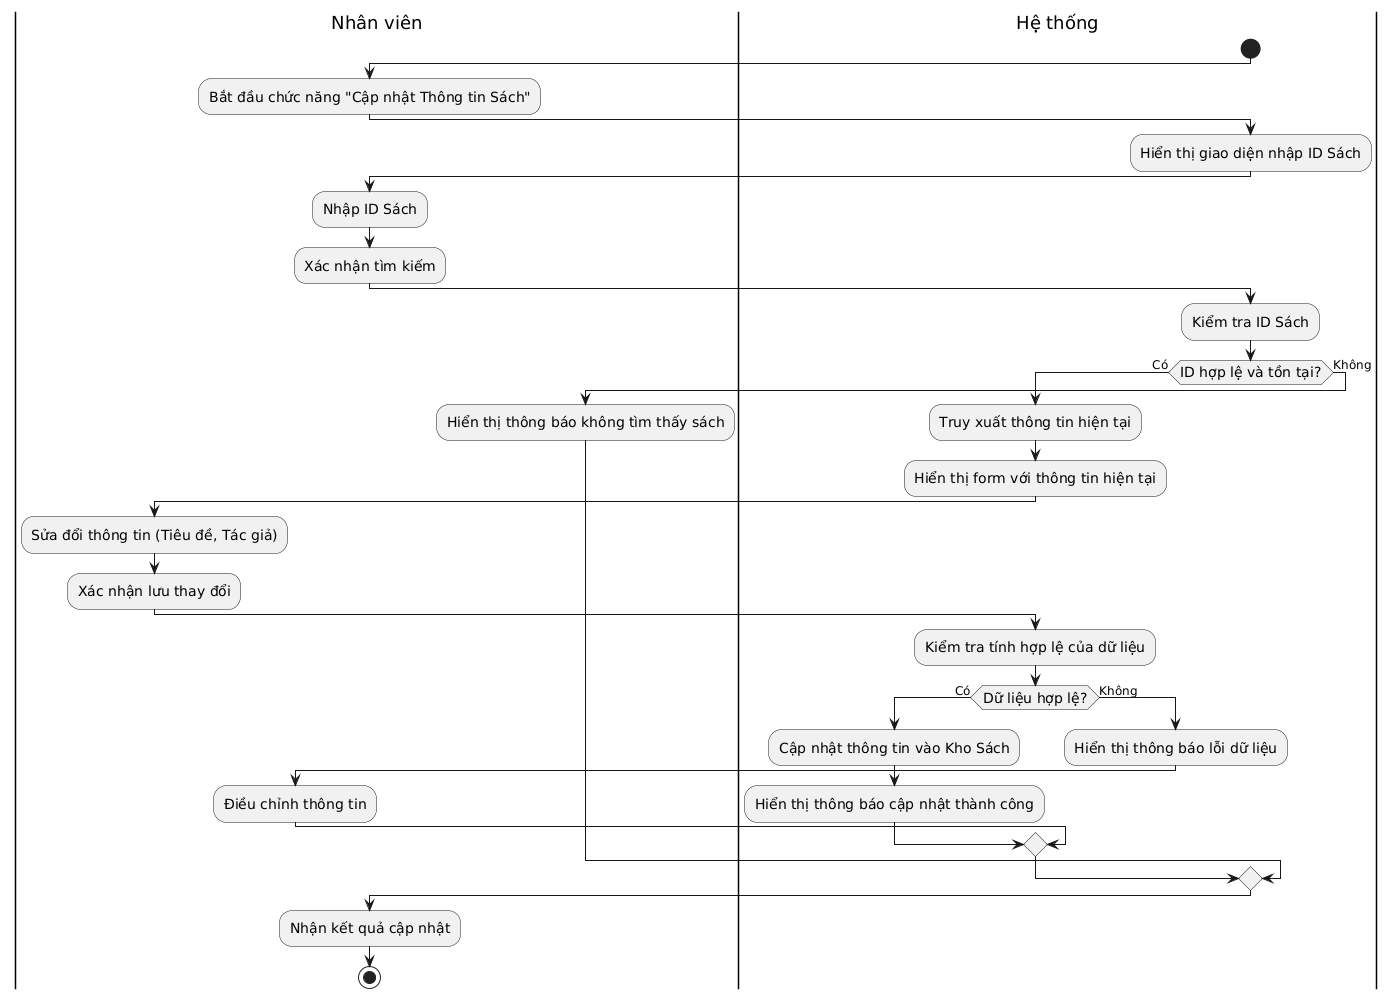 Nhân viên
Hệ thống
Bắt đầu chức năng "Cập nhật Thông tin Sách"
Hiển thị giao diện nhập ID Sách
Nhập ID Sách
Xác nhận tìm kiếm
Kiểm tra ID Sách
Có
ID hợp lệ và tồn tại?
Không
Hiển thị thông báo không tìm thấy sách
Truy xuất thông tin hiện tại
Hiển thị form với thông tin hiện tại
Sửa đổi thông tin (Tiêu đề, Tác giả)
Xác nhận lưu thay đổi
Kiểm tra tính hợp lệ của dữ liệu
Có
Dữ liệu hợp lệ?
Không
Cập nhật thông tin vào Kho Sách
Hiển thị thông báo lỗi dữ liệu
Điều chỉnh thông tin
Hiển thị thông báo cập nhật thành công
Nhận kết quả cập nhật